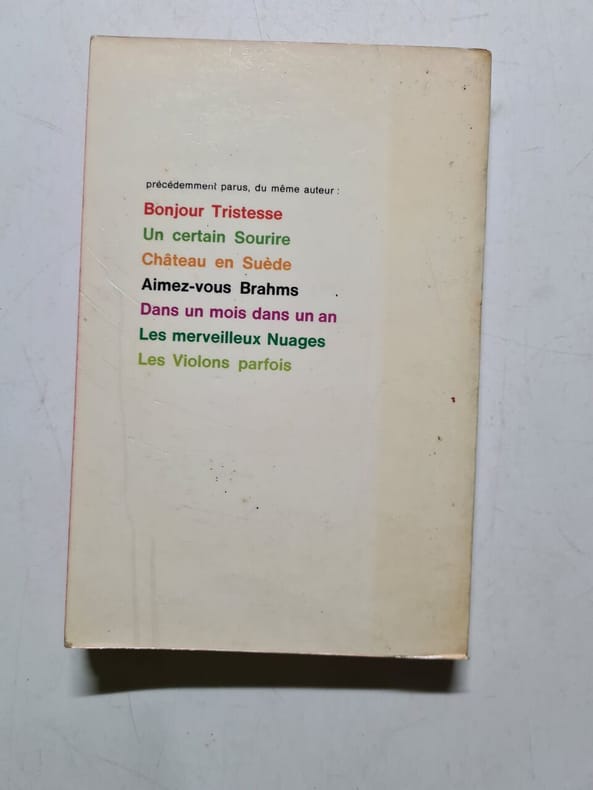 précédemment parus, du même auteur :
Bonjour Tristesse
Un certain Sourire
Château en Suède
Aimez-vous Brahms
Dans un mois dans un an
Les merveilleux Nuages
Les Violons parfois